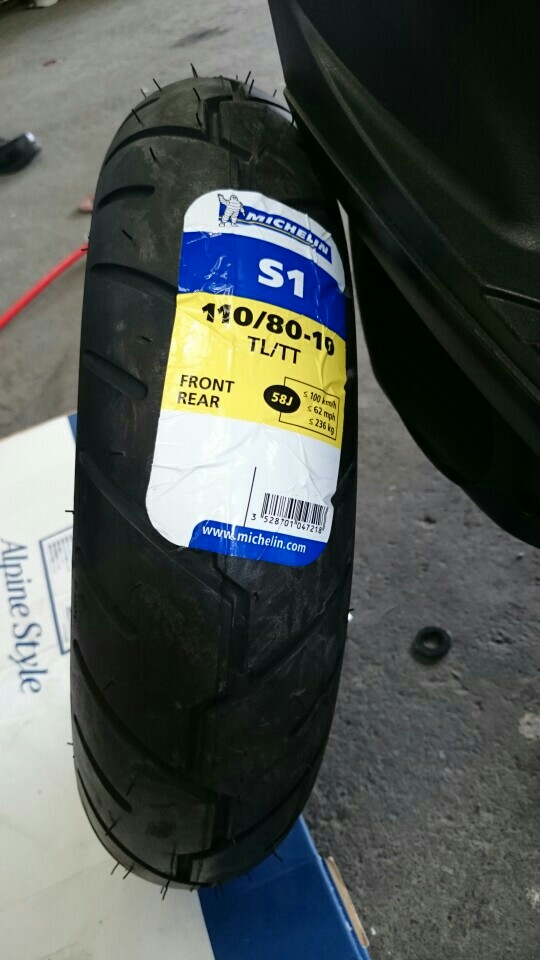 MICHELIN
S1
110/80-10
TL/TT
FRONT
REAR
58J
≤ 100 km/h
≤ 62 mph
≤ 236 kg
3 528701 047218
www.michelin.com
Alpine Style